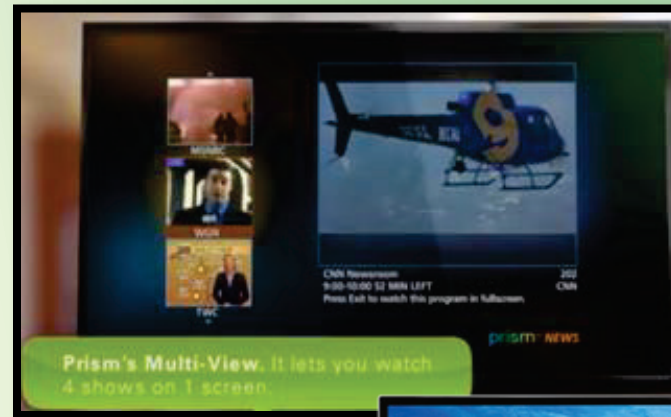 MSNBC
WGN
TWC
9
CNN Newsroom 202
9:00-10:00 52 MIN LEFT CNN
Press Exit to watch this program in fullscreen.
prism NEWS
Prism's Multi-View. It lets you watch
4 shows on 1 screen.